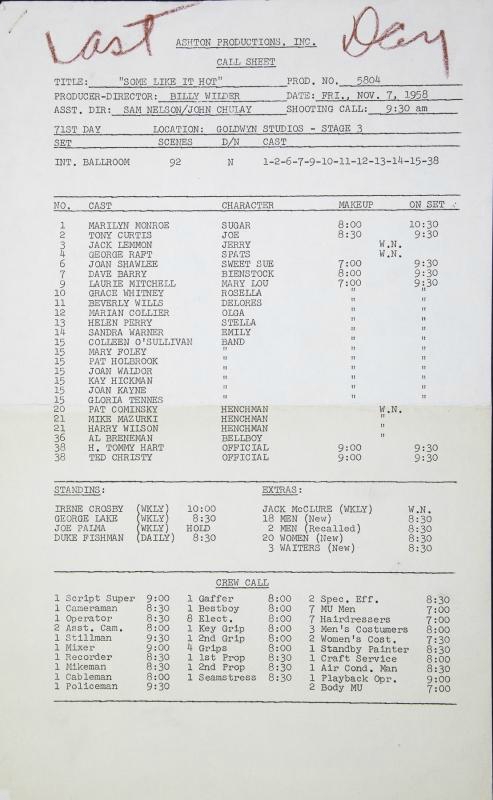 Last Day
ASHTON PRODUCTIONS, INC.
CALL SHEET
TITLE: "SOME LIKE IT HOT" PROD. NO. 5804
PRODUCER-DIRECTOR: BILLY WILDER DATE: FRI., NOV. 7, 1958
ASST. DIR: SAM NELSON/JOHN CHULAY SHOOTING CALL: 9:30 am
71ST DAY LOCATION: GOLDWYN STUDIOS - STAGE 3
SET SCENES D/N CAST
INT. BALLROOM 92 N 1-2-6-7-9-10-11-12-13-14-15-38
NO. CAST CHARACTER MAKEUP ON SET
1 MARILYN MONROE SUGAR 8:00 10:30
2 TONY CURTIS JOE 8:30 9:30
3 JACK LEMMON JERRY W.N.
4 GEORGE RAFT SPATS W.N.
6 JOAN SHAWLEE SWEET SUE 7:00 9:30
7 DAVE BARRY BIENSTOCK 8:00 9:30
9 LAURIE MITCHELL MARY LOU 7:00 9:30
10 GRACE WHITNEY ROSELLA " "
11 BEVERLY WILLS DELORES " "
12 MARIAN COLLIER OLGA " "
13 HELEN PERRY STELLA " "
14 SANDRA WARNER EMILY " "
15 COLLEEN O'SULLIVAN BAND " "
15 MARY FOLEY " " "
15 PAT HOLBROOK " " "
15 JOAN WALDOR " " "
15 KAY HICKMAN " " "
15 JOAN KAYNE " " "
15 GLORIA TENNES " " "
20 PAT COMINSKY HENCHMAN W.N.
21 MIKE MAZURKI HENCHMAN "
21 HARRY WILSON HENCHMAN "
36 AL BRENEMAN BELLBOY "
38 H. TOMMY HART OFFICIAL 9:00 9:30
38 TED CHRISTY OFFICIAL 9:00 9:30
STANDINS: EXTRAS:
IRENE CROSBY (WKLY) 10:00 JACK McCLURE (WKLY) W.N.
GEORGE LAKE (WKLY) 8:30 18 MEN (New) 8:30
JOE PALMA (WKLY) HOLD 2 MEN (Recalled) 8:30
DUKE FISHMAN (DAILY) 8:30 20 WOMEN (New) 8:30
3 WAITERS (New) 8:30
CREW CALL
1 Script Super 9:00 1 Gaffer 8:00 2 Spec. Eff. 8:30
1 Cameraman 8:30 1 Bestboy 8:00 7 MU Men 7:00
1 Operator 8:30 8 Elect. 8:00 7 Hairdressers 7:00
2 Asst. Cam. 8:00 1 Key Grip 8:00 3 Men's Costumers 8:00
1 Stillman 9:30 1 2nd Grip 8:00 2 Women's Cost. 7:30
1 Mixer 9:00 4 Grips 8:00 1 Standby Painter 8:30
1 Recorder 8:30 1 1st Prop 8:00 1 Craft Service 8:00
1 Mikeman 8:30 1 2nd Prop 8:30 1 Air Cond. Man 8:30
1 Cableman 8:00 1 Seamstress 8:30 1 Playback Opr. 9:00
1 Policeman 9:30 2 Body MU 7:00